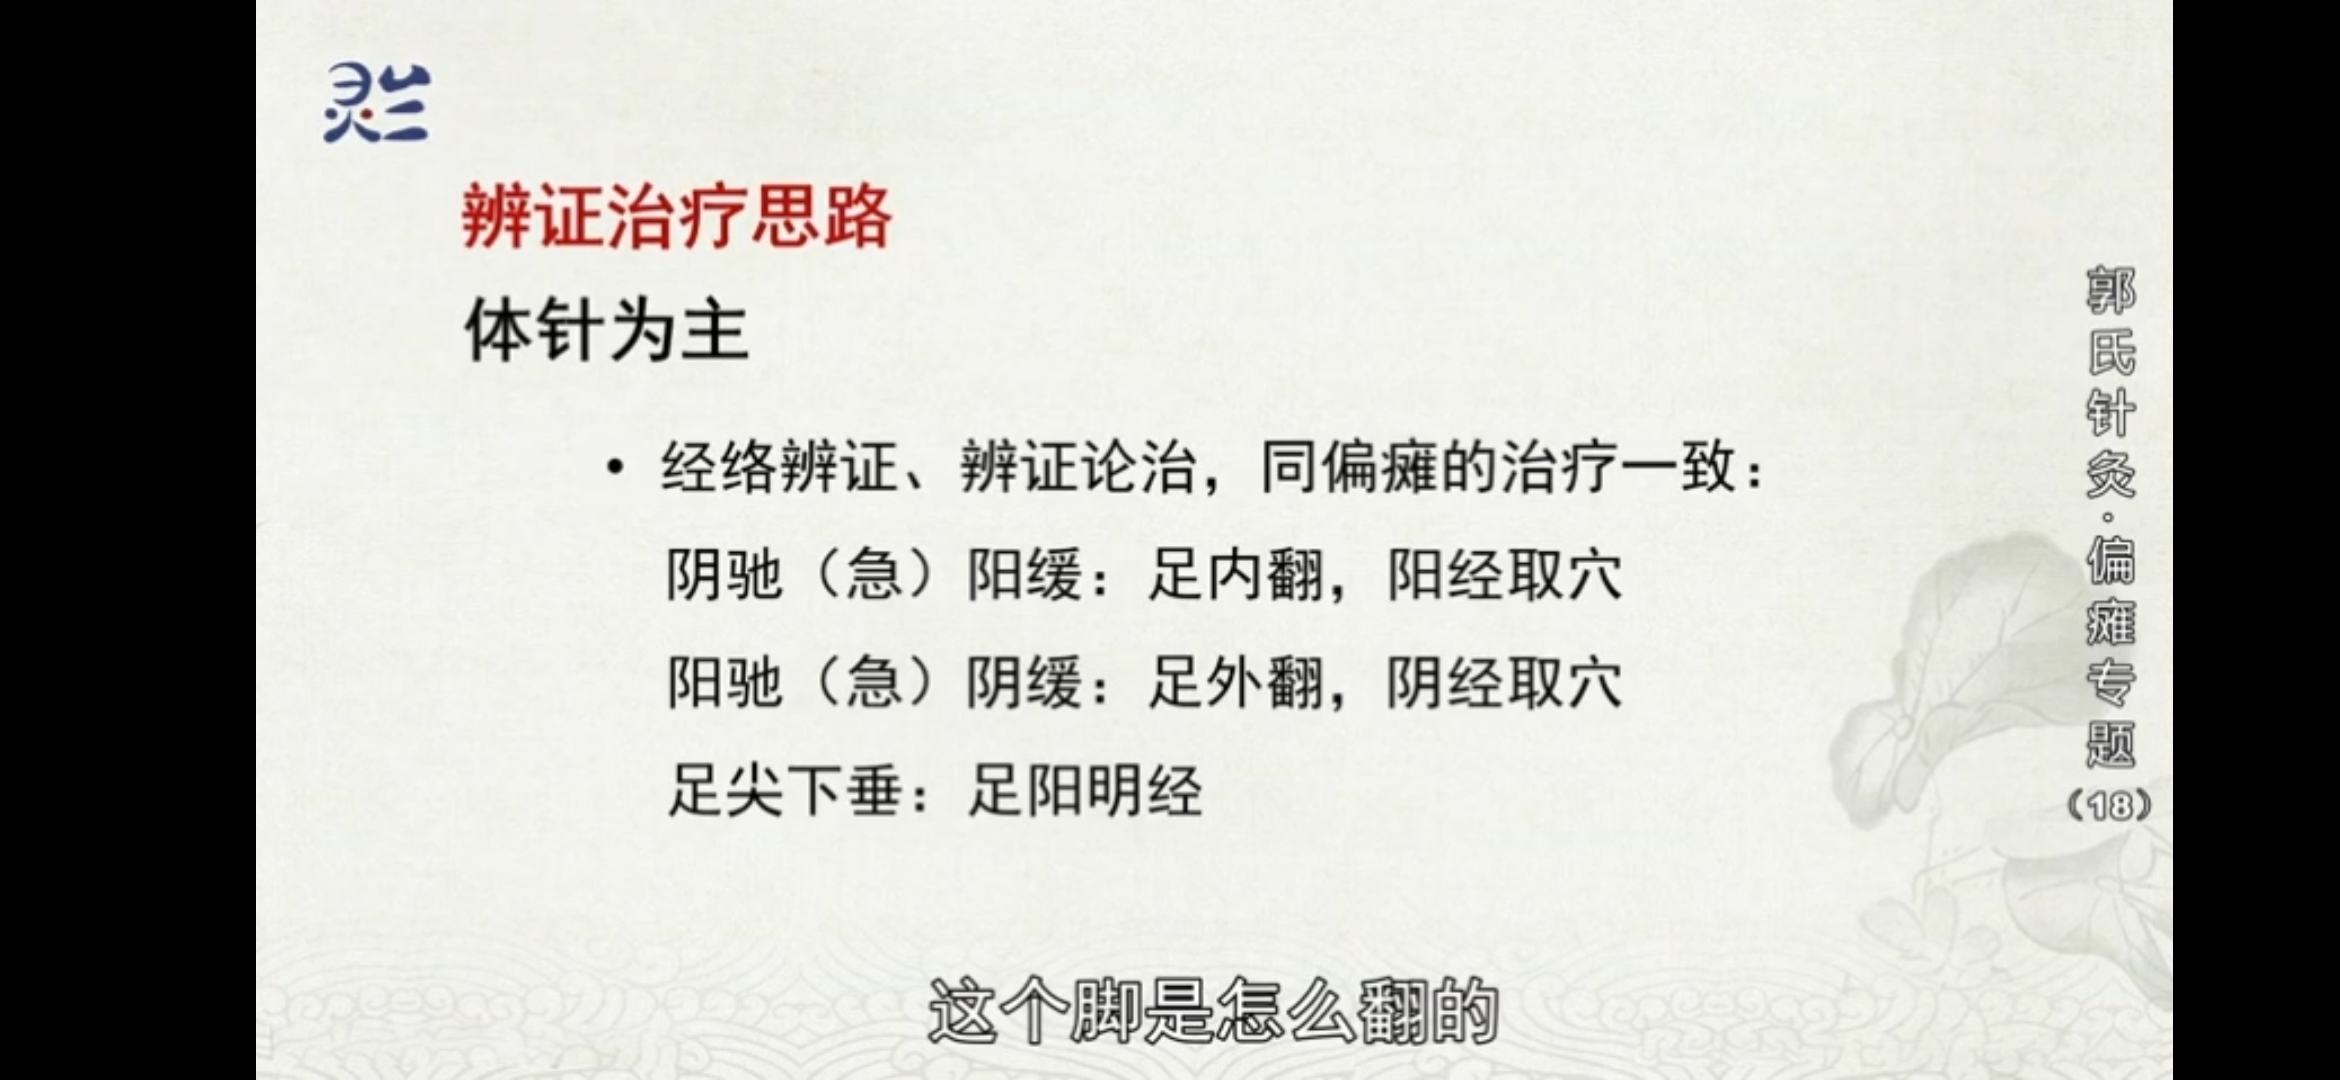 灵兰
辨证治疗思路
体针为主
• 经络辨证、辨证论治，同偏瘫的治疗一致：
阴驰（急）阳缓：足内翻，阳经取穴
阳驰（急）阴缓：足外翻，阴经取穴
足尖下垂：足阳明经
郭氏针灸·偏瘫专题（18）
这个脚是怎么翻的